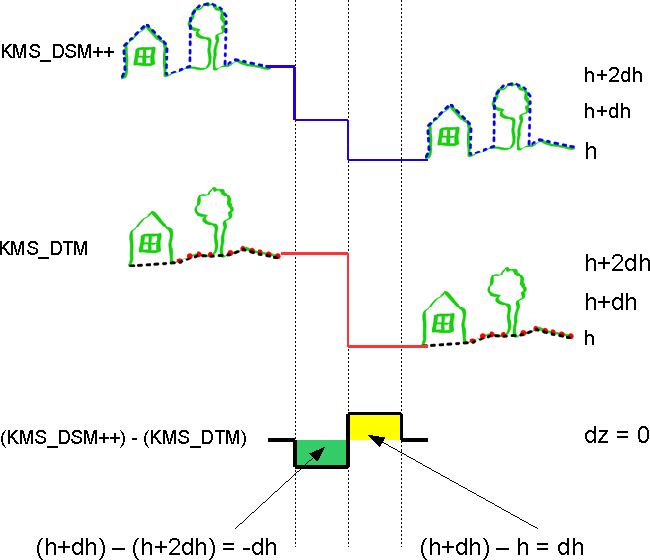 KMS_DSM++
h+2dh
h+dh
h
KMS_DTM
h+2dh
h+dh
h
(KMS_DSM++) - (KMS_DTM)
dz = 0
(h+dh) – (h+2dh) = -dh
(h+dh) – h = dh